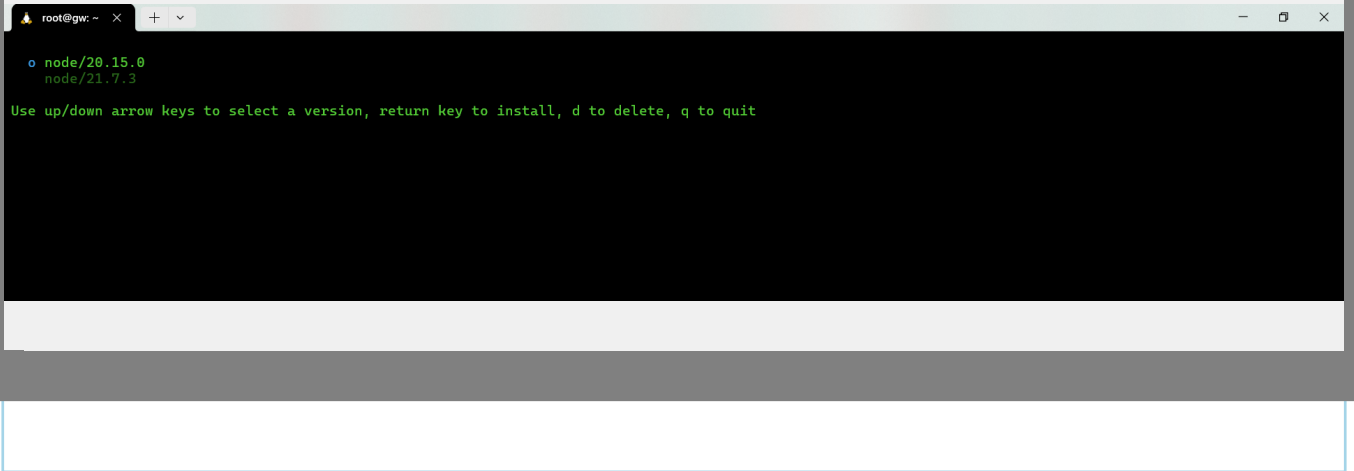 root@gw: ~
o node/20.15.0
node/21.7.3
Use up/down arrow keys to select a version, return key to install, d to delete, q to quit